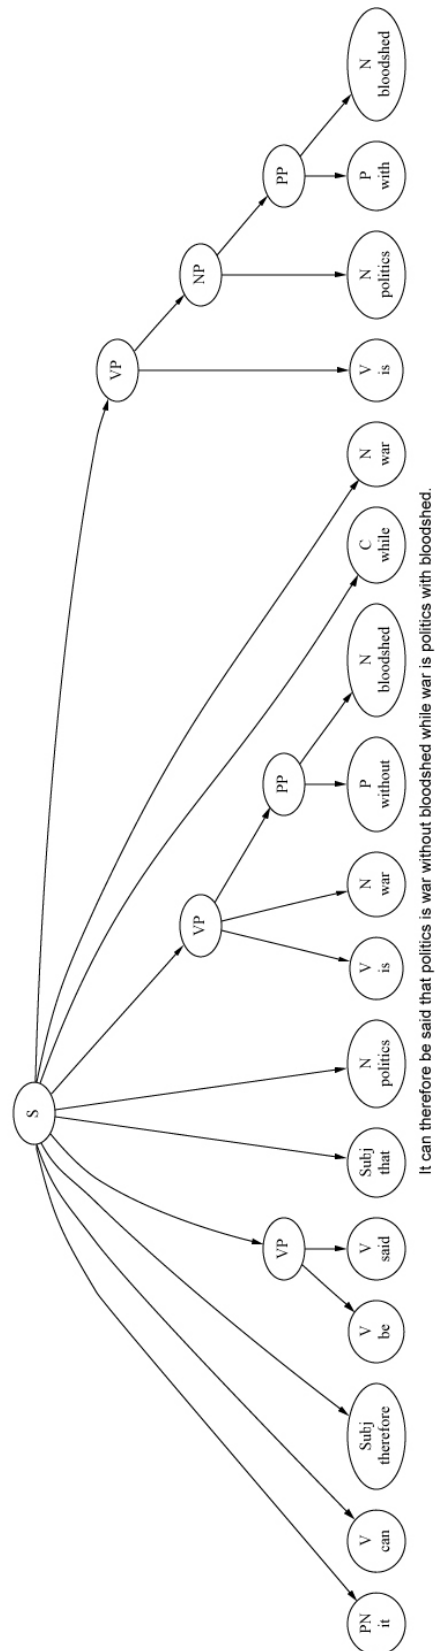 S
VP
NP
VP
PP
VP
PP
PN
it
V
can
Subj
therefore
V
be
V
said
Subj
that
N
politics
V
is
N
war
P
without
N
bloodshed
C
while
N
war
V
is
N
politics
P
with
N
bloodshed
It can therefore be said that politics is war without bloodshed while war is politics with bloodshed.